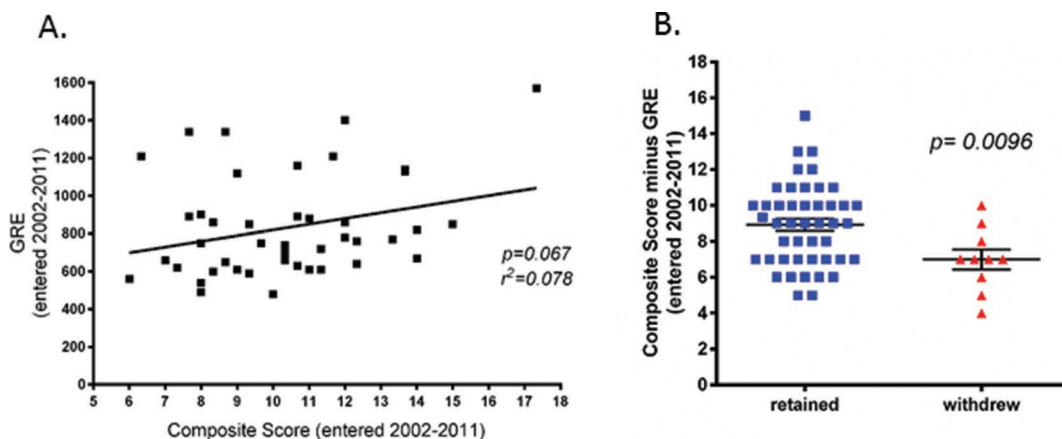 A.
GRE
(entered 2002-2011)
1600
1400
1200
1000
800
600
400
200
0
p=0.067
r²=0.078
5 6 7 8 9 10 11 12 13 14 15 16 17 18
Composite Score (entered 2002-2011)
B.
Composite Score minus GRE
(entered 2002-2011)
18
16
14
12
10
8
6
4
2
0
p= 0.0096
retained withdrew